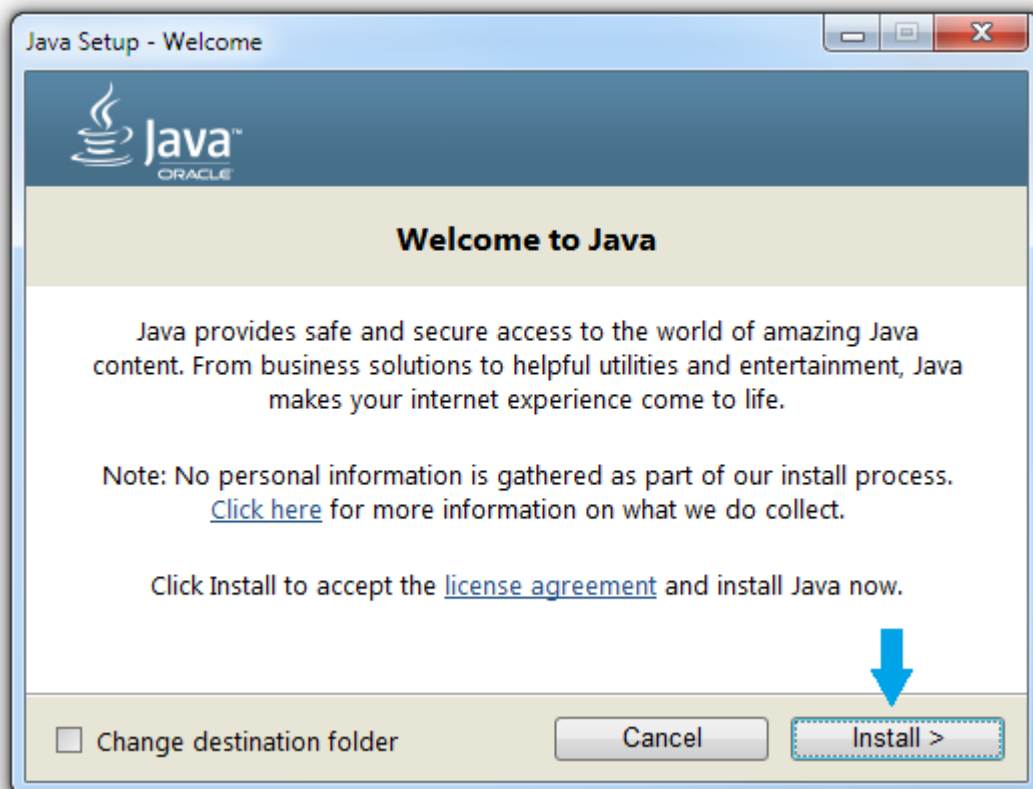 Java Setup - Welcome
Java™
ORACLE
Welcome to Java
Java provides safe and secure access to the world of amazing Java
content. From business solutions to helpful utilities and entertainment, Java
makes your internet experience come to life.
Note: No personal information is gathered as part of our install process.
Click here for more information on what we do collect.
Click Install to accept the license agreement and install Java now.
Change destination folder
Cancel
Install >